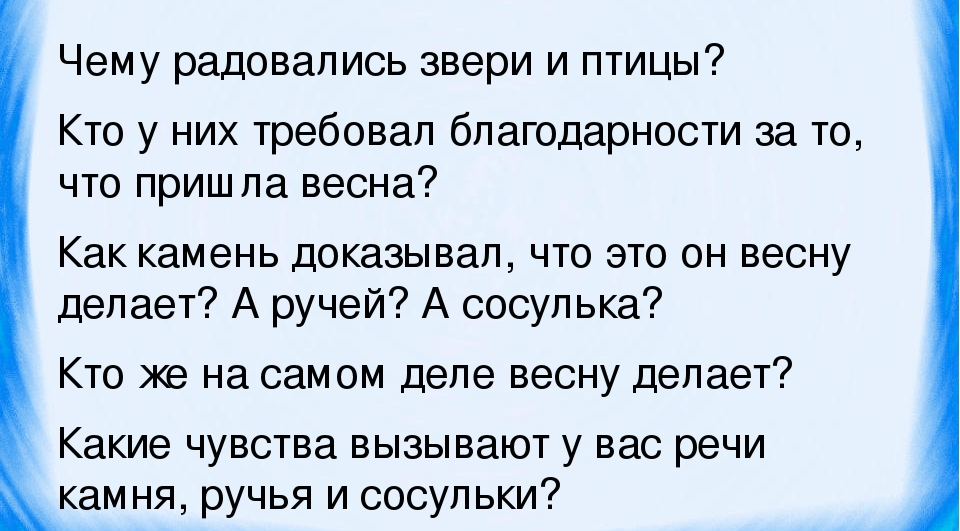 Чему радовались звери и птицы?
Кто у них требовал благодарности за то,
что пришла весна?
Как камень доказывал, что это он весну
делает? А ручей? А сосулька?
Кто же на самом деле весну делает?
Какие чувства вызывают у вас речи
камня, ручья и сосульки?